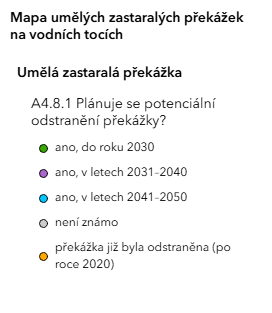 Mapa umělých zastaralých překážek
na vodních tocích
Umělá zastaralá překážka
A4.8.1 Plánuje se potenciální
odstranění překážky?
ano, do roku 2030
ano, v letech 2031–2040
ano, v letech 2041–2050
není známo
překážka již byla odstraněna (po
roce 2020)